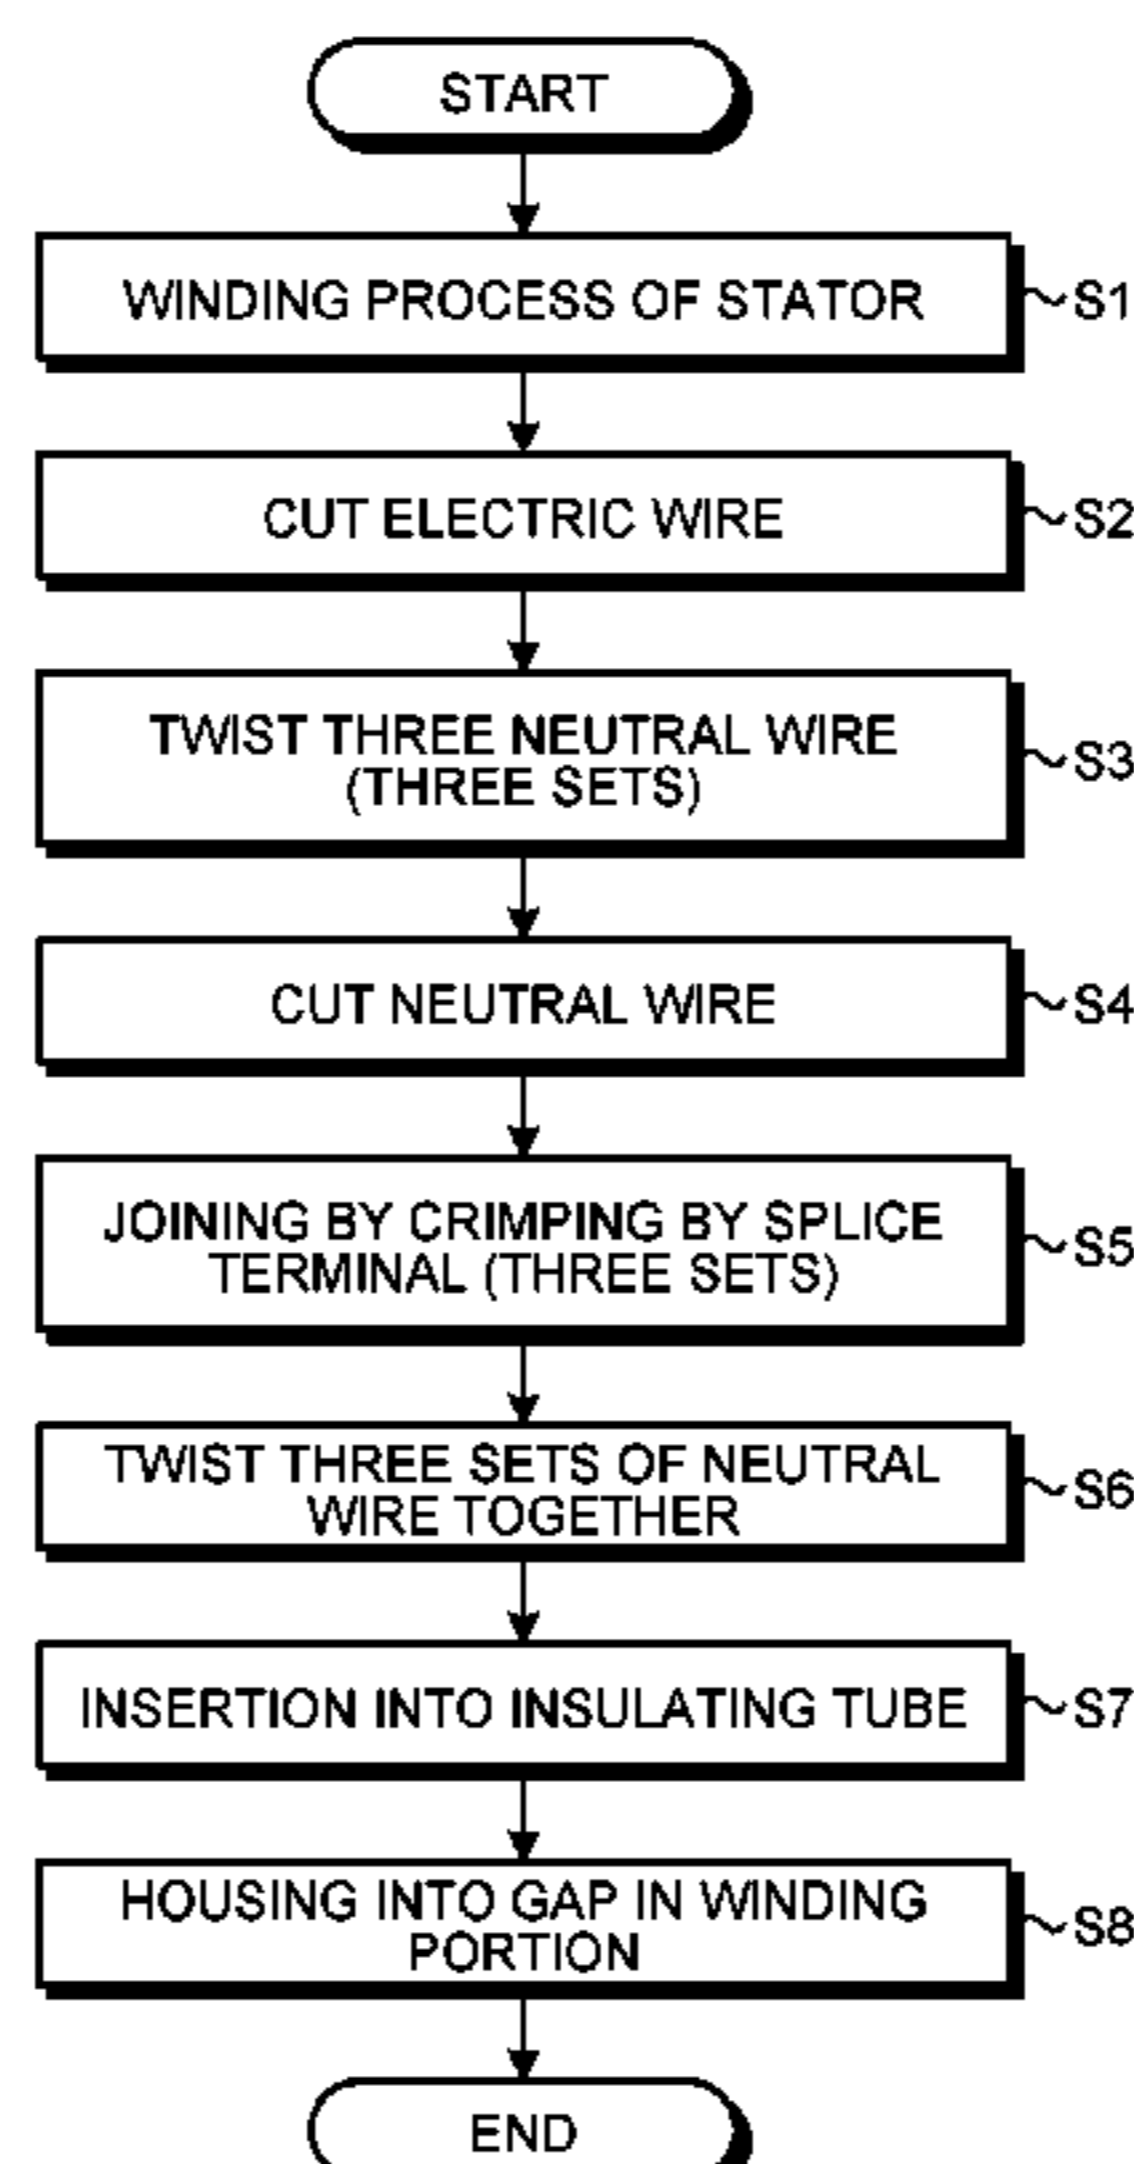 START
WINDING PROCESS OF STATOR
S1
CUT ELECTRIC WIRE
S2
TWIST THREE NEUTRAL WIRE
(THREE SETS)
S3
CUT NEUTRAL WIRE
S4
JOINING BY CRIMPING BY SPLICE
TERMINAL (THREE SETS)
S5
TWIST THREE SETS OF NEUTRAL
WIRE TOGETHER
S6
INSERTION INTO INSULATING TUBE
S7
HOUSING INTO GAP IN WINDING
PORTION
S8
END